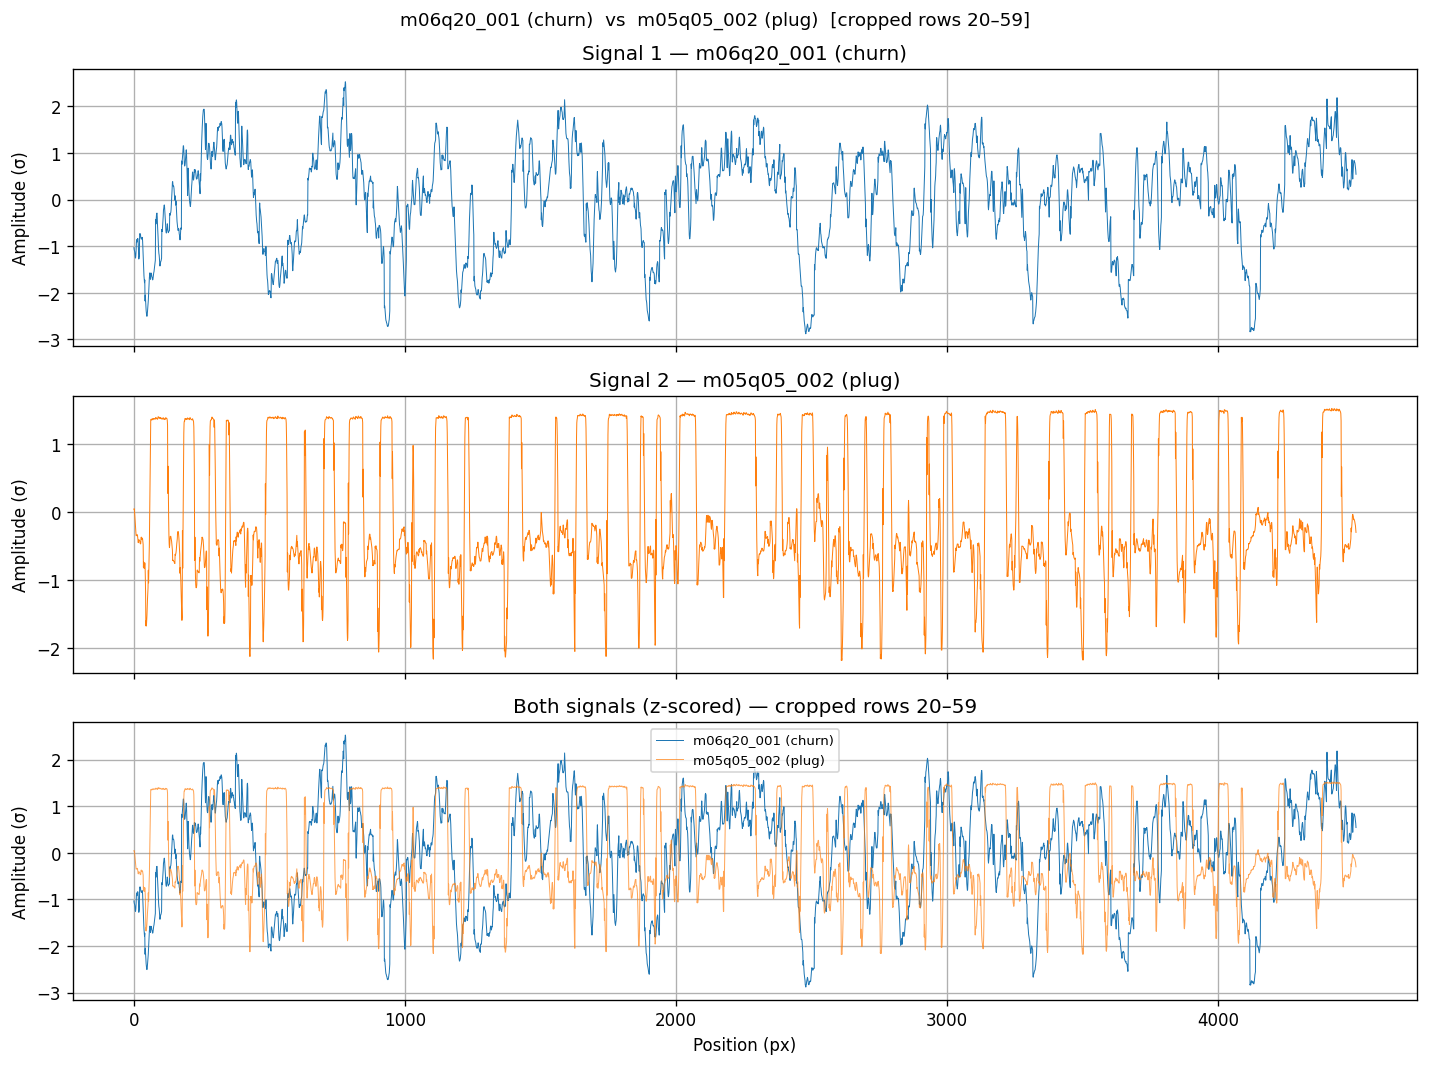 m06q20_001 (churn)  vs  m05q05_002 (plug)  [cropped rows 20–59]
Signal 1 — m06q20_001 (churn)
Amplitude (σ)
2
1
0
−1
−2
−3
Signal 2 — m05q05_002 (plug)
Amplitude (σ)
1
0
−1
−2
Both signals (z-scored) — cropped rows 20–59
m06q20_001 (churn)
m05q05_002 (plug)
Amplitude (σ)
2
1
0
−1
−2
−3
0 1000 2000 3000 4000
Position (px)